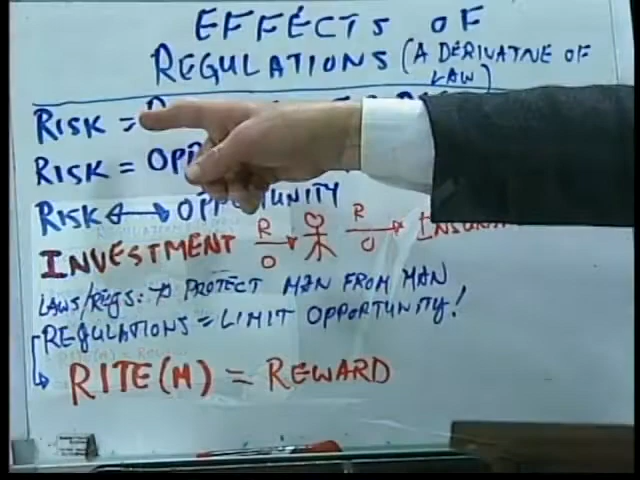 EFFECTS OF
REGULATIONS (A DERIVATIVE OF
LAW)
RISK =
RISK = OPP
RISK ↔ OPPORTUNITY
INVESTMENT R O R O INSURAN
LAWS/REGS: → PROTECT MAN FROM MAN
REGULATIONS = LIMIT OPPORTUNITY!
RITE(M) = REWARD